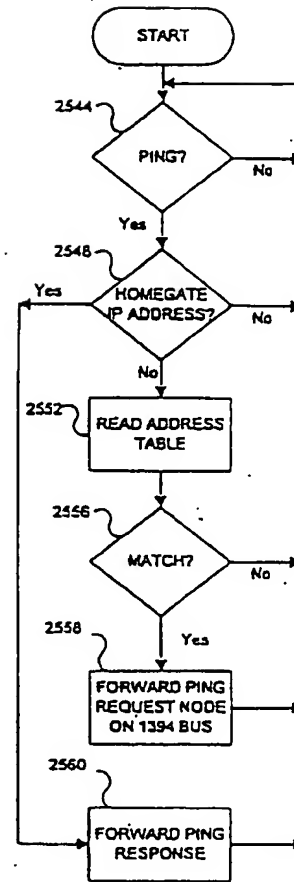 START
2544
PING?
No
Yes
2548
Yes
HOMEGATE
IP ADDRESS?
No
No
2552
READ ADDRESS
TABLE
2556
MATCH?
No
Yes
2558
FORWARD PING
REQUEST NODE
ON 1394 BUS
2560
FORWARD PING
RESPONSE